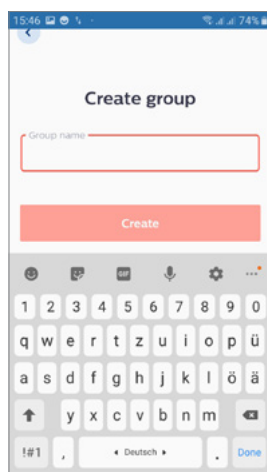 15:46 74%
Create group
Group name
Create
GIF
1 2 3 4 5 6 7 8 9 0
q w e r t z u i o p ü
a s d f g h j k l ö ä
y x c v b n m
!#1 , Deutsch . Done